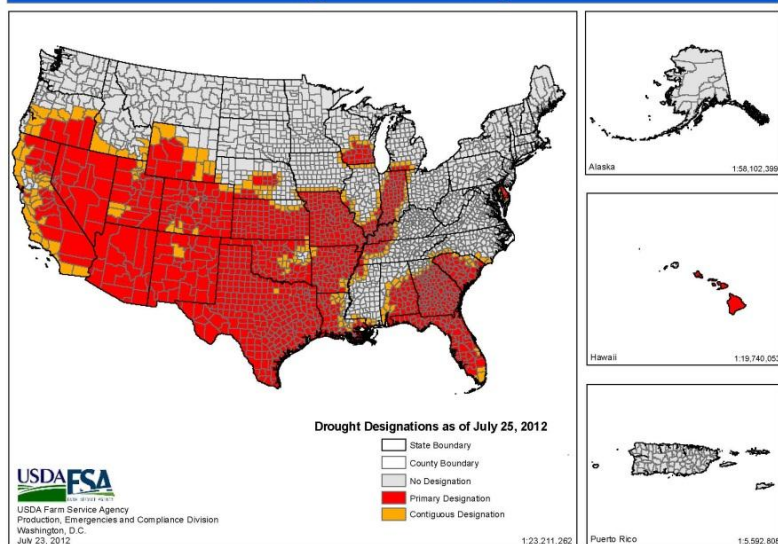 Alaska
1:58,102,399
Hawaii
1:19,740,053
Drought Designations as of July 25, 2012
State Boundary
County Boundary
No Designation
Primary Designation
Contiguous Designation
USDA FSA
USDA Farm Service Agency
Production, Emergencies and Compliance Division
Washington, D.C.
July 23, 2012
1:23,211,262
Puerto Rico
1:5,592,806